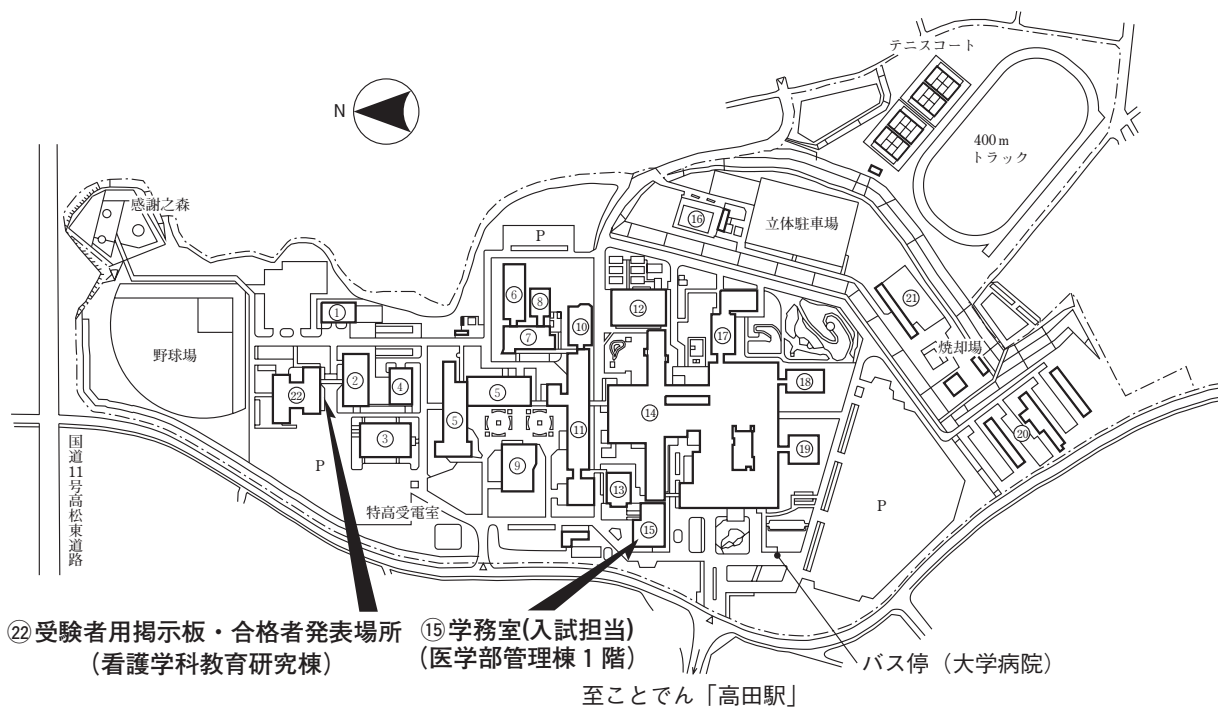 テニスコート
N
400m
トラック
感謝之森
P
⑯
立体駐車場
㉑
⑥
⑧
⑫
①
⑩
⑦
⑰
野球場
焼却場
②
④
⑤
⑤
⑱
㉒
⑭
⑳
⑪
③
⑲
⑨
P
国道11号高松東道路
⑬
P
特高受電室
⑮
㉒受験者用掲示板・合格者発表場所
(看護学科教育研究棟)
⑮学務室(入試担当)
(医学部管理棟1階)
バス停(大学病院)
至ことでん「高田駅」